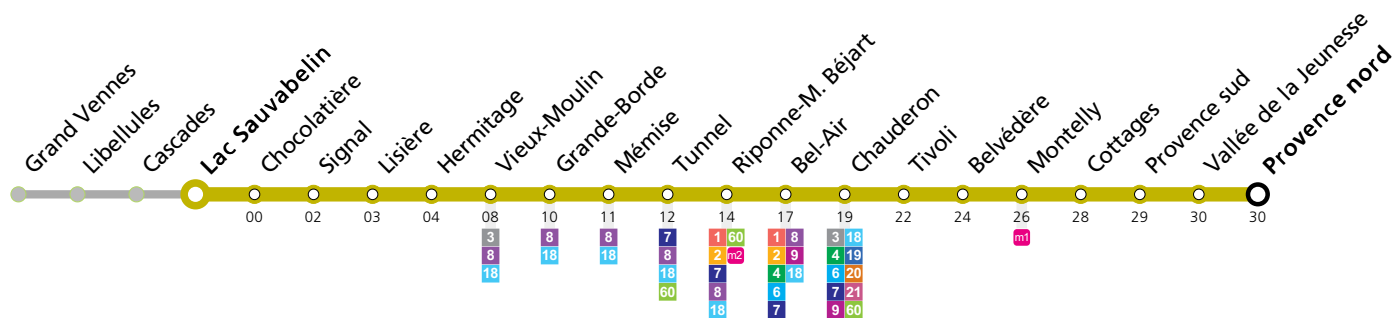 Grand Vennes
Libellules
Cascades
Lac Sauvabelin
Chocolatière
Signal
Lisière
Hermitage
Vieux-Moulin
Grande-Borde
Mémise
Tunnel
Riponne-M. Béjart
Bel-Air
Chauderon
Tivoli
Belvédère
Montelly
Cottages
Provence sud
Vallée de la Jeunesse
Provence nord
00 02 03 04 08 10 11 12 14 17 19 22 24 26 28 29 30 30
3 8 8 7 1 60 1 8 3 18 m1
8 18 18 8 2 m2 2 9 4 19
18 18 7 4 18 6 20
60 8 6 7 21
18 7 9 60